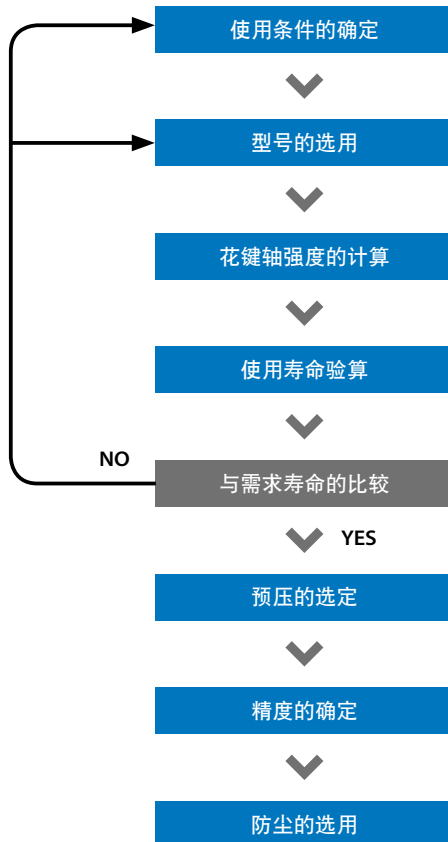 使用条件的确定
型号的选用
花键轴强度的计算
使用寿命验算
NO
与需求寿命的比较
YES
预压的选定
精度的确定
防尘的选用